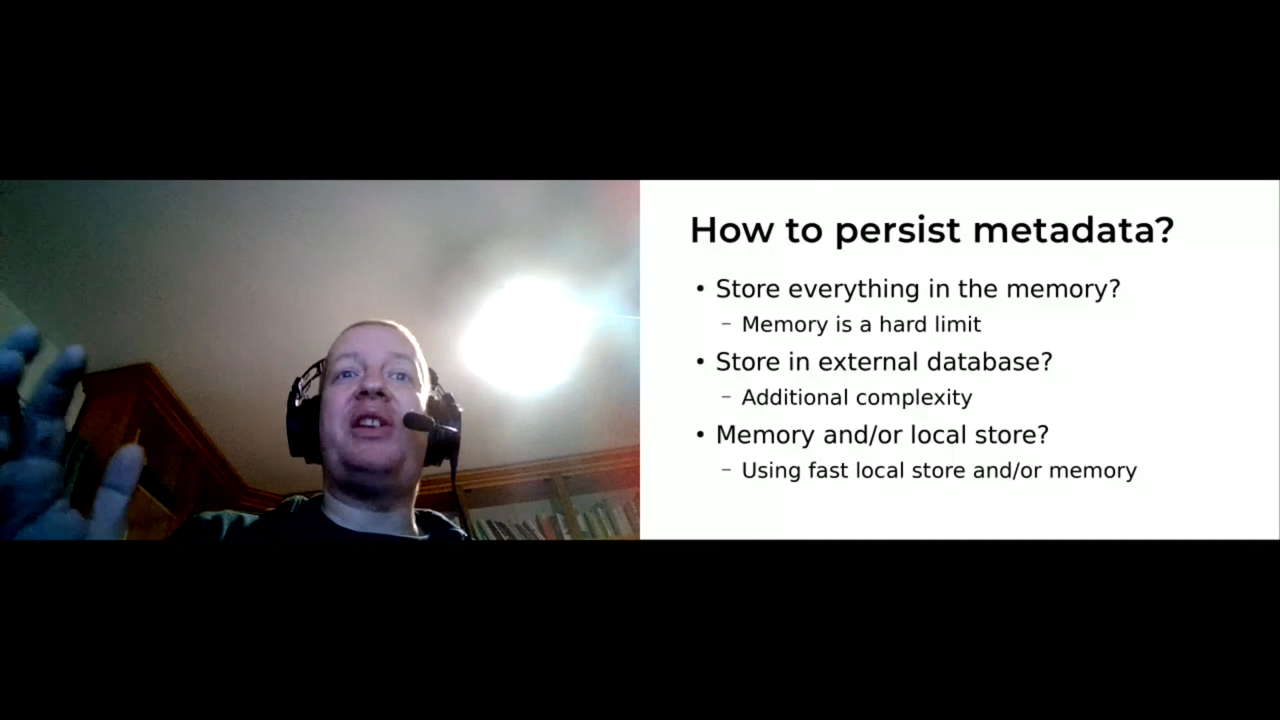 How to persist metadata?
• Store everything in the memory?
– Memory is a hard limit
• Store in external database?
– Additional complexity
• Memory and/or local store?
– Using fast local store and/or memory